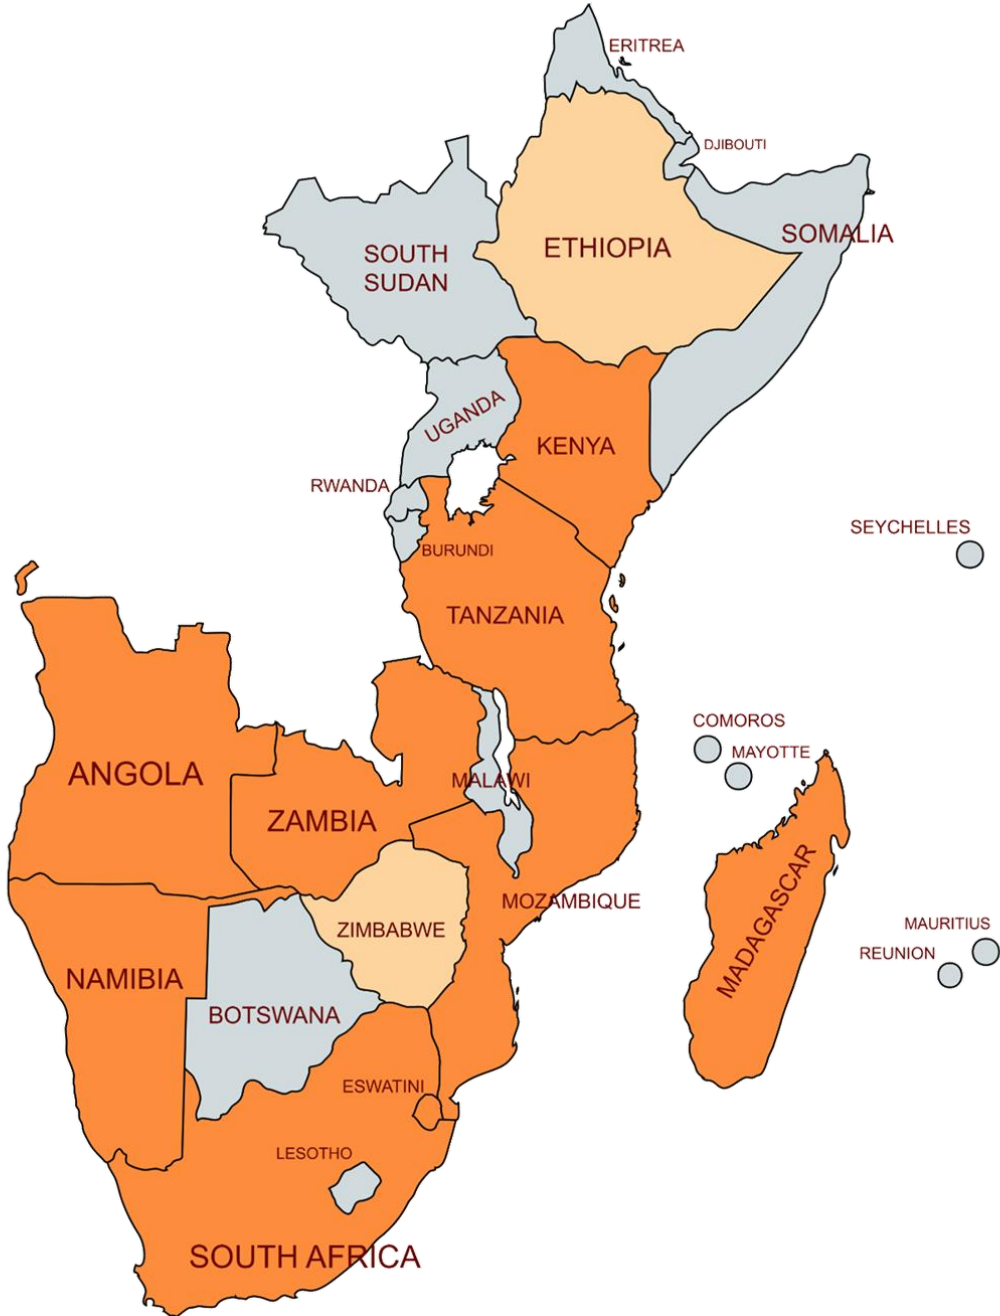 ERITREA
DJIBOUTI
SOMALIA
ETHIOPIA
SOUTH
SUDAN
UGANDA
KENYA
RWANDA
SEYCHELLES
BURUNDI
TANZANIA
COMOROS
MAYOTTE
ANGOLA
MALAWI
ZAMBIA
MADAGASCAR
MOZAMBIQUE
MAURITIUS
ZIMBABWE
REUNION
NAMIBIA
BOTSWANA
ESWATINI
LESOTHO
SOUTH AFRICA